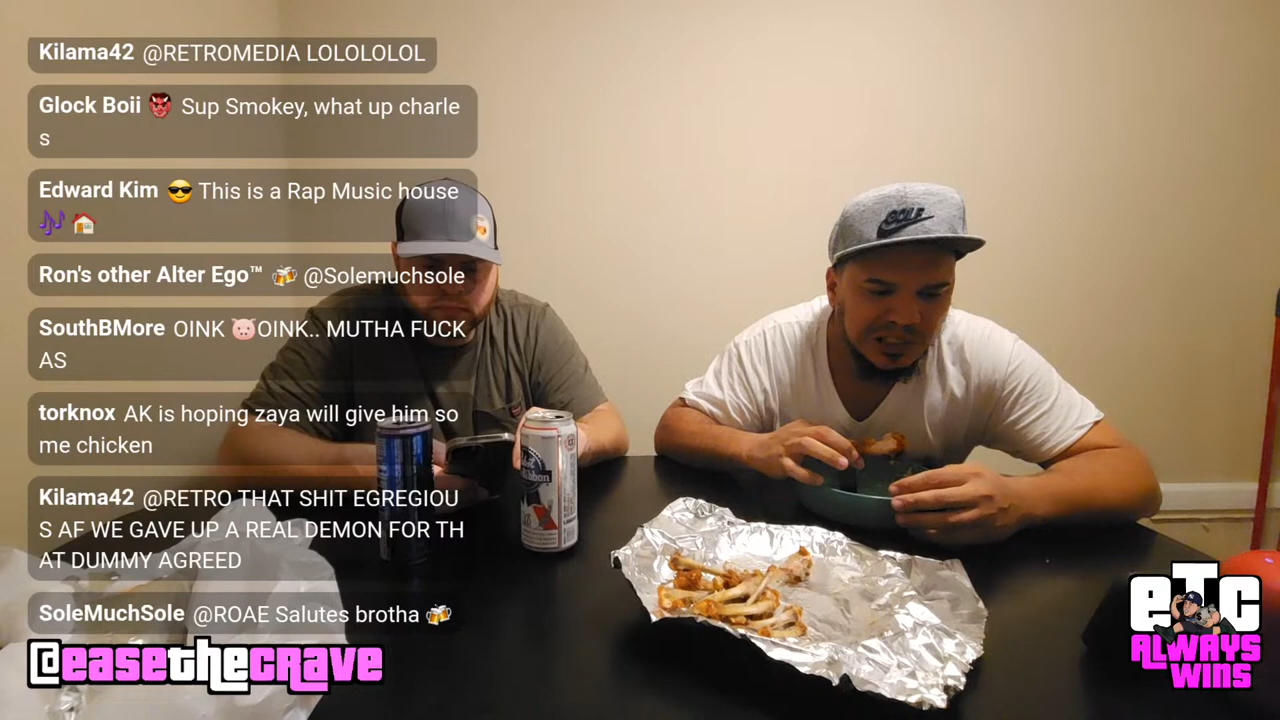 Kilama42 @RETROMEDIA LOLOLOLOL
Glock Boii 👹 Sup Smokey, what up charle
s
Edward Kim 😎 This is a Rap Music house
🎶 🏠
Ron's other Alter Ego™ 🍻 @Solemuchsole
SouthBMore OINK 🐷OINK.. MUTHA FUCK
AS
torknox AK is hoping zaya will give him so
me chicken
Kilama42 @RETRO THAT SHIT EGREGIOU
S AF WE GAVE UP A REAL DEMON FOR TH
AT DUMMY AGREED
SoleMuchSole @ROAE Salutes brotha 🍻
@easethecrave
GOLF
Ribbon
eTC
ALWAYS
WINS